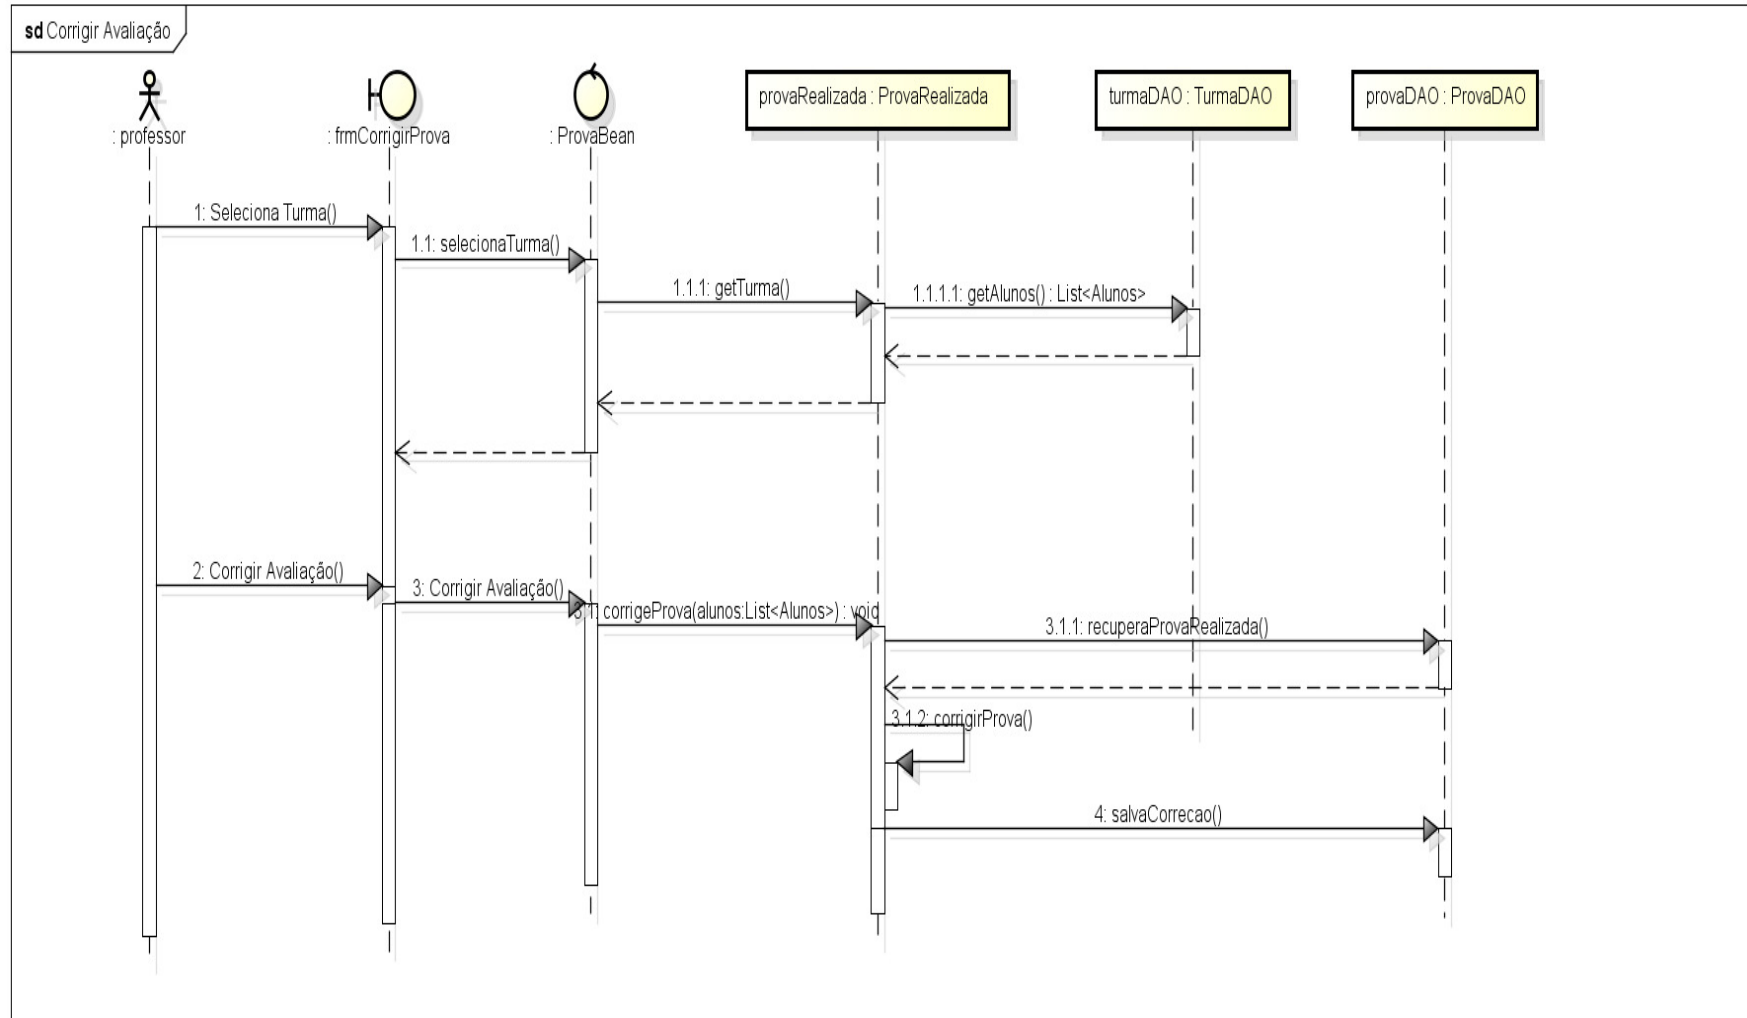 sd Corrigir Avaliação
: professor
: frmCorrigirProva
: ProvaBean
provaRealizada : ProvaRealizada
turmaDAO : TurmaDAO
provaDAO : ProvaDAO
1: Seleciona Turma()
1.1: selecionaTurma()
1.1.1: getTurma()
1.1.1.1: getAlunos() : List<Alunos>
2: Corrigir Avaliação()
3: Corrigir Avaliação()
3.1: corrigeProva(alunos:List<Alunos>) : void
3.1.1: recuperaProvaRealizada()
3.1.2: corrigirProva()
4: salvaCorrecao()